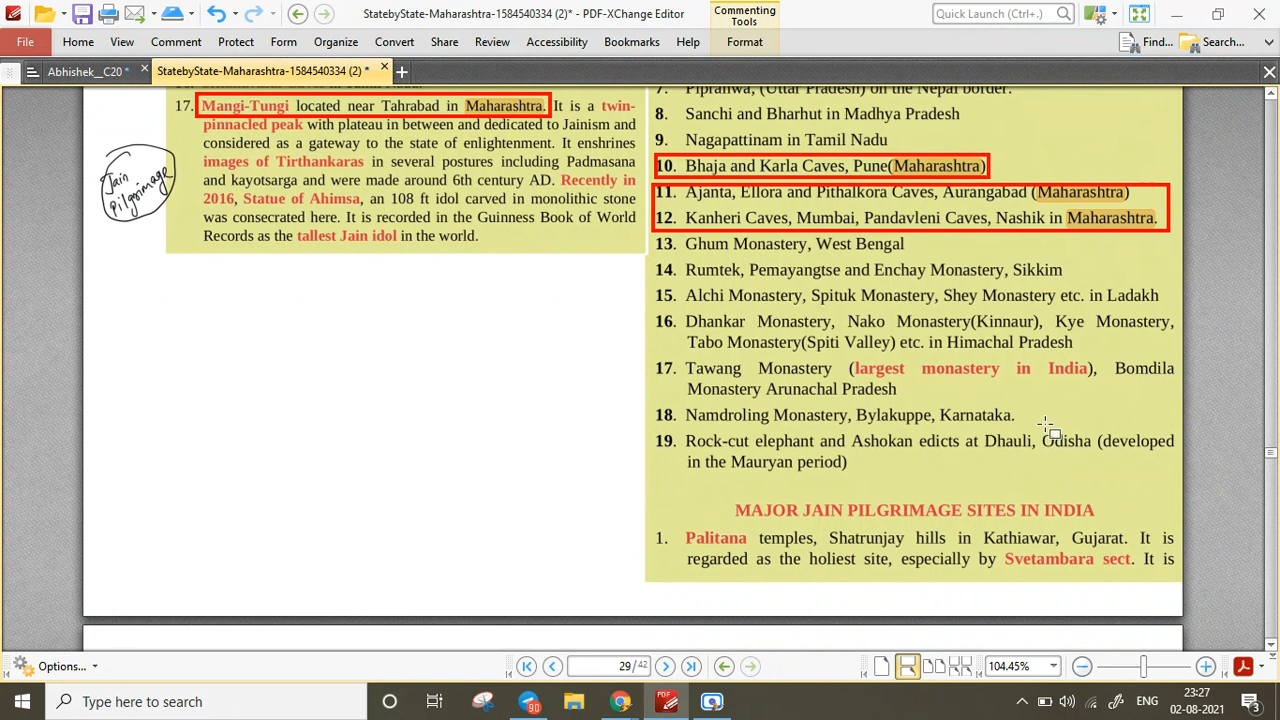 StatebyState-Maharashtra-1584540334 (2)* - PDF-XChange Editor
Commenting Tools
Quick Launch (Ctrl+.)
File Home View Comment Protect Form Organize Convert Share Review Accessibility Bookmarks Help Format
Find... Search...
Abhishek__C20 *
StatebyState-Maharashtra-1584540334 (2) *
17. Mangi-Tungi located near Tahrabad in Maharashtra. It is a twin-
pinnacled peak with plateau in between and dedicated to Jainism and
considered as a gateway to the state of enlightenment. It enshrines
images of Tirthankaras in several postures including Padmasana
and kayotsarga and were made around 6th century AD. Recently in
2016, Statue of Ahimsa, an 108 ft idol carved in monolithic stone
was consecrated here. It is recorded in the Guinness Book of World
Records as the tallest Jain idol in the world.
Jain
pilgrimage
7. Piprahwa, (Uttar Pradesh) on the Nepal border.
8. Sanchi and Bharhut in Madhya Pradesh
9. Nagapattinam in Tamil Nadu
10. Bhaja and Karla Caves, Pune(Maharashtra)
11. Ajanta, Ellora and Pithalkora Caves, Aurangabad (Maharashtra)
12. Kanheri Caves, Mumbai, Pandavleni Caves, Nashik in Maharashtra.
13. Ghum Monastery, West Bengal
14. Rumtek, Pemayangtse and Enchay Monastery, Sikkim
15. Alchi Monastery, Spituk Monastery, Shey Monastery etc. in Ladakh
16. Dhankar Monastery, Nako Monastery(Kinnaur), Kye Monastery,
Tabo Monastery(Spiti Valley) etc. in Himachal Pradesh
17. Tawang Monastery (largest monastery in India), Bomdila
Monastery Arunachal Pradesh
18. Namdroling Monastery, Bylakuppe, Karnataka.
19. Rock-cut elephant and Ashokan edicts at Dhauli, Odisha (developed
in the Mauryan period)
MAJOR JAIN PILGRIMAGE SITES IN INDIA
1. Palitana temples, Shatrunjay hills in Kathiawar, Gujarat. It is
regarded as the holiest site, especially by Svetambara sect. It is
Options...
29 / 42
104.45%
Type here to search
90
PDF
ENG
23:27
02-08-2021
3